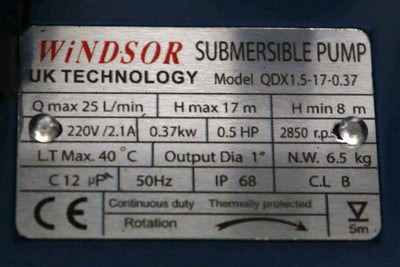 WiNDSOR SUBMERSIBLE PUMP
UK TECHNOLOGY Model QDX1.5-17-0.37
Q max 25 L/min H max 17 m H min 8 m
220V/2.1A 0.37kw 0.5 HP 2850 r.p.
L.T Max. 40°C Output Dia 1" N.W. 6.5 kg
C 12 µF 50Hz IP 68 C.L B
CE Continuous duty Thermally protected
Rotation 5m